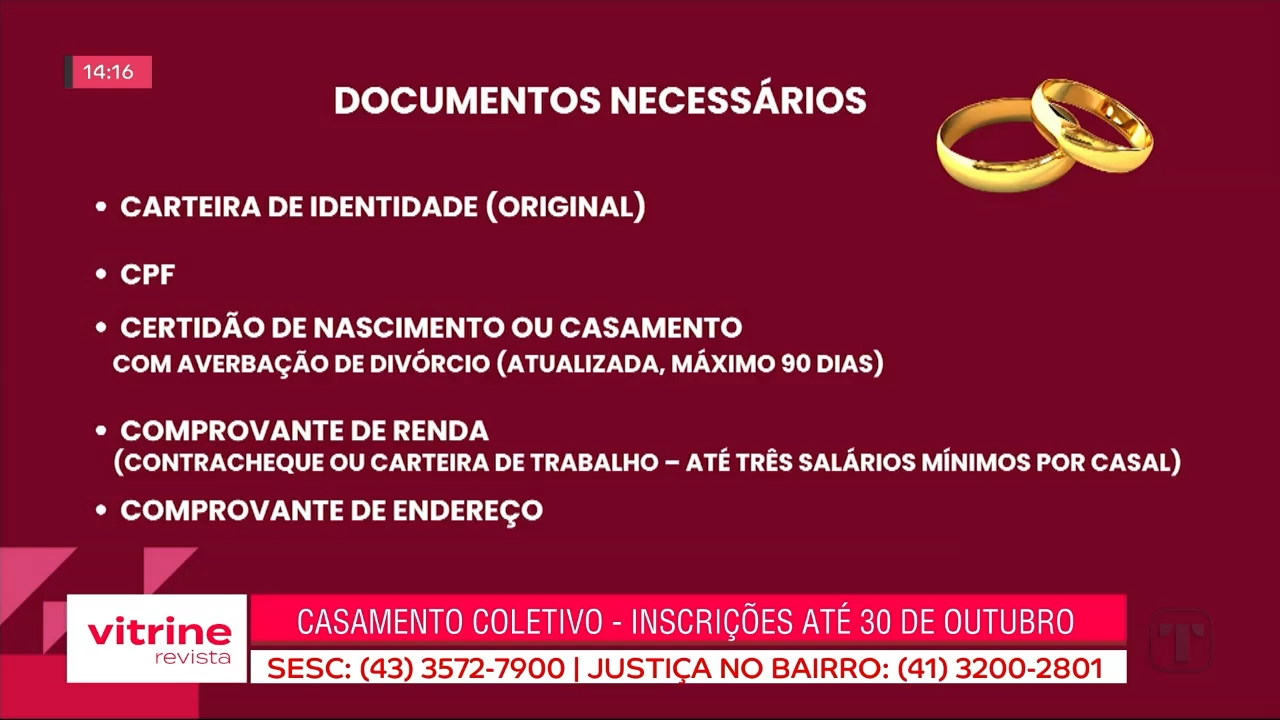 14:16
DOCUMENTOS NECESSÁRIOS
• CARTEIRA DE IDENTIDADE (ORIGINAL)
• CPF
• CERTIDÃO DE NASCIMENTO OU CASAMENTO
COM AVERBAÇÃO DE DIVÓRCIO (ATUALIZADA, MÁXIMO 90 DIAS)
• COMPROVANTE DE RENDA
(CONTRACHEQUE OU CARTEIRA DE TRABALHO – ATÉ TRÊS SALÁRIOS MÍNIMOS POR CASAL)
• COMPROVANTE DE ENDEREÇO
vitrine
revista
CASAMENTO COLETIVO - INSCRIÇÕES ATÉ 30 DE OUTUBRO
SESC: (43) 3572-7900 | JUSTIÇA NO BAIRRO: (41) 3200-2801
T